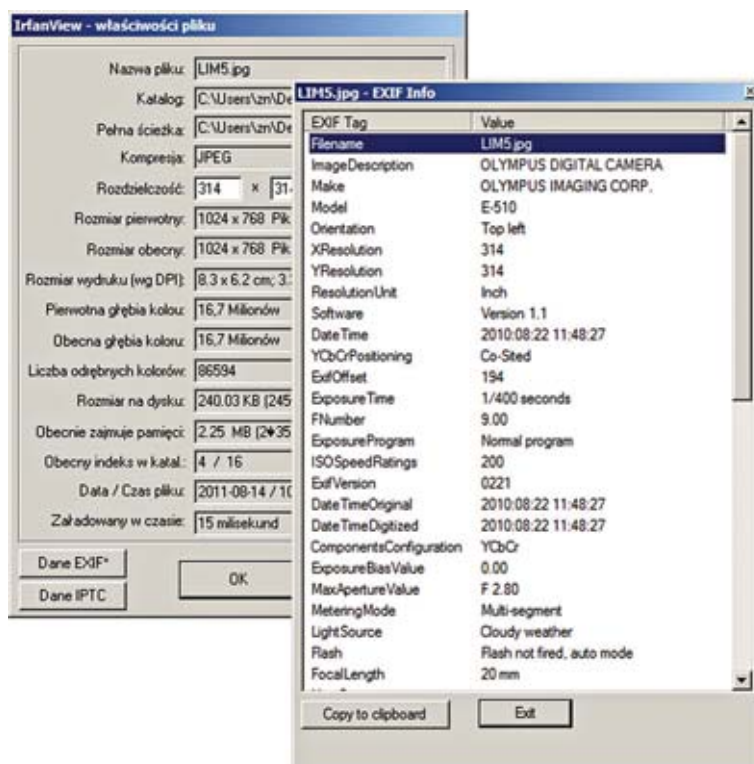 IrfanView - właściwości pliku
Nazwa pliku: LIM5.jpg
Katalog: C:\Users\zn\De
Pełna ścieżka: C:\Users\zn\De
Kompresja: JPEG
Rozdzielczość: 314 × 31
Rozmiar pierwotny: 1024 x 768 Pik
Rozmiar obecny: 1024 x 768 Pik
Rozmiar wydruku (wg DPI): 8.3 x 6.2 cm; 3.
Pierwotna głębia kolou: 16,7 Milionów
Obecna głębia koloru: 16,7 Milionów
Liczba odrębnych kolorów: 86594
Rozmiar na dysku: 240.03 KB (245
Obecnie zajmuje pamięci: 2.25 MB
Obecny indeks w katal.: 4 / 16
Data / Czas pliku: 2011-08-14 / 10
Załadowany w czasie: 15 milisekund
Dane EXIF*
OK
Dane IPTC
LIM5.jpg - EXIF Info
EXIF Tag Value
Filename LIM5.jpg
ImageDescription OLYMPUS DIGITAL CAMERA
Make OLYMPUS IMAGING CORP.
Model E-510
Orientation Top left
XResolution 314
YResolution 314
ResolutionUnit Inch
Software Version 1.1
DateTime 2010:08:22 11:48:27
YCbCrPositioning Co-Sited
ExifOffset 194
ExposureTime 1/400 seconds
FNumber 9.00
ExposureProgram Normal program
ISOSpeedRatings 200
ExifVersion 0221
DateTimeOriginal 2010:08:22 11:48:27
DateTimeDigitized 2010:08:22 11:48:27
ComponentsConfiguration YCbCr
ExposureBiasValue 0.00
MaxApertureValue F 2.80
MeteringMode Multi-segment
LightSource Cloudy weather
Flash Flash not fired, auto mode
FocalLength 20 mm
Copy to clipboard
Exit